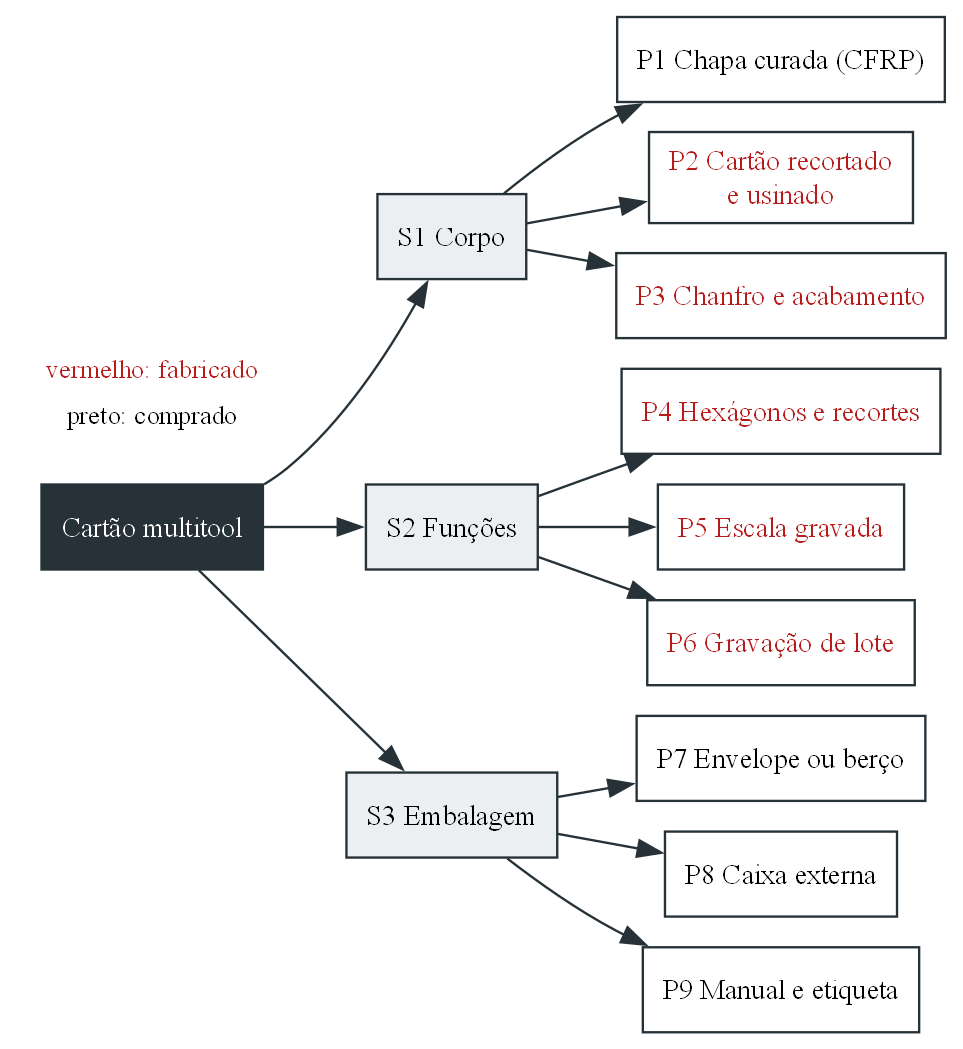 P1 Chapa curada (CFRP)
P2 Cartão recortado
e usinado
S1 Corpo
P3 Chanfro e acabamento
vermelho: fabricado
preto: comprado
P4 Hexágonos e recortes
Cartão multitool
S2 Funções
P5 Escala gravada
P6 Gravação de lote
P7 Envelope ou berço
S3 Embalagem
P8 Caixa externa
P9 Manual e etiqueta